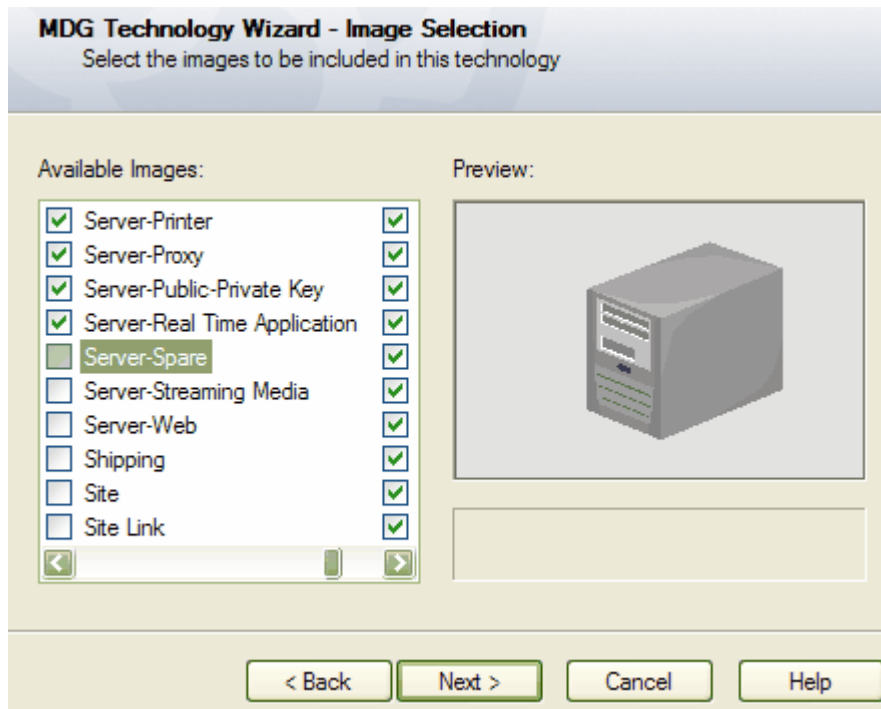 MDG Technology Wizard - Image Selection
Select the images to be included in this technology
Available Images:
Preview:
Server-Printer
Server-Proxy
Server-Public-Private Key
Server-Real Time Application
Server-Spare
Server-Streaming Media
Server-Web
Shipping
Site
Site Link
< Back
Next >
Cancel
Help